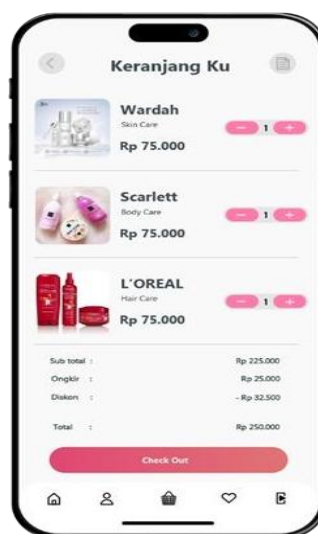 Keranjang Ku
Wardah
Skin Care
Rp 75.000
— 1 +
Scarlett
Body Care
Rp 75.000
— 1 +
L'OREAL
Hair Care
Rp 75.000
— 1 +
Sub total : Rp 225.000
Ongkir : Rp 25.000
Diskon : - Rp 32.500
Total : Rp 250.000
Check Out